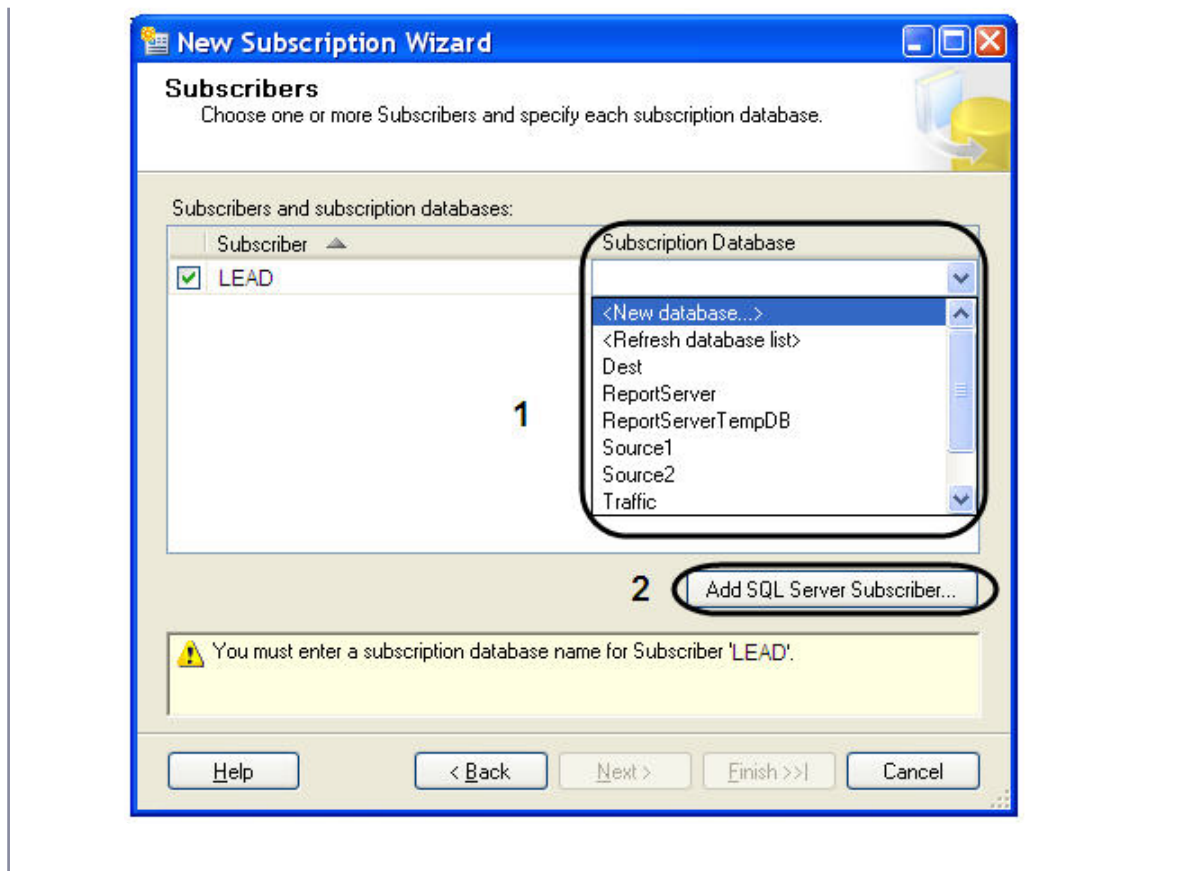 New Subscription Wizard
Subscribers
Choose one or more Subscribers and specify each subscription database.
Subscribers and subscription databases:
Subscriber Subscription Database
LEAD
<New database...>
<Refresh database list>
Dest
ReportServer
1
ReportServerTempDB
Source1
Source2
Traffic
2 Add SQL Server Subscriber...
You must enter a subscription database name for Subscriber 'LEAD'.
Help < Back Next > Finish >>| Cancel